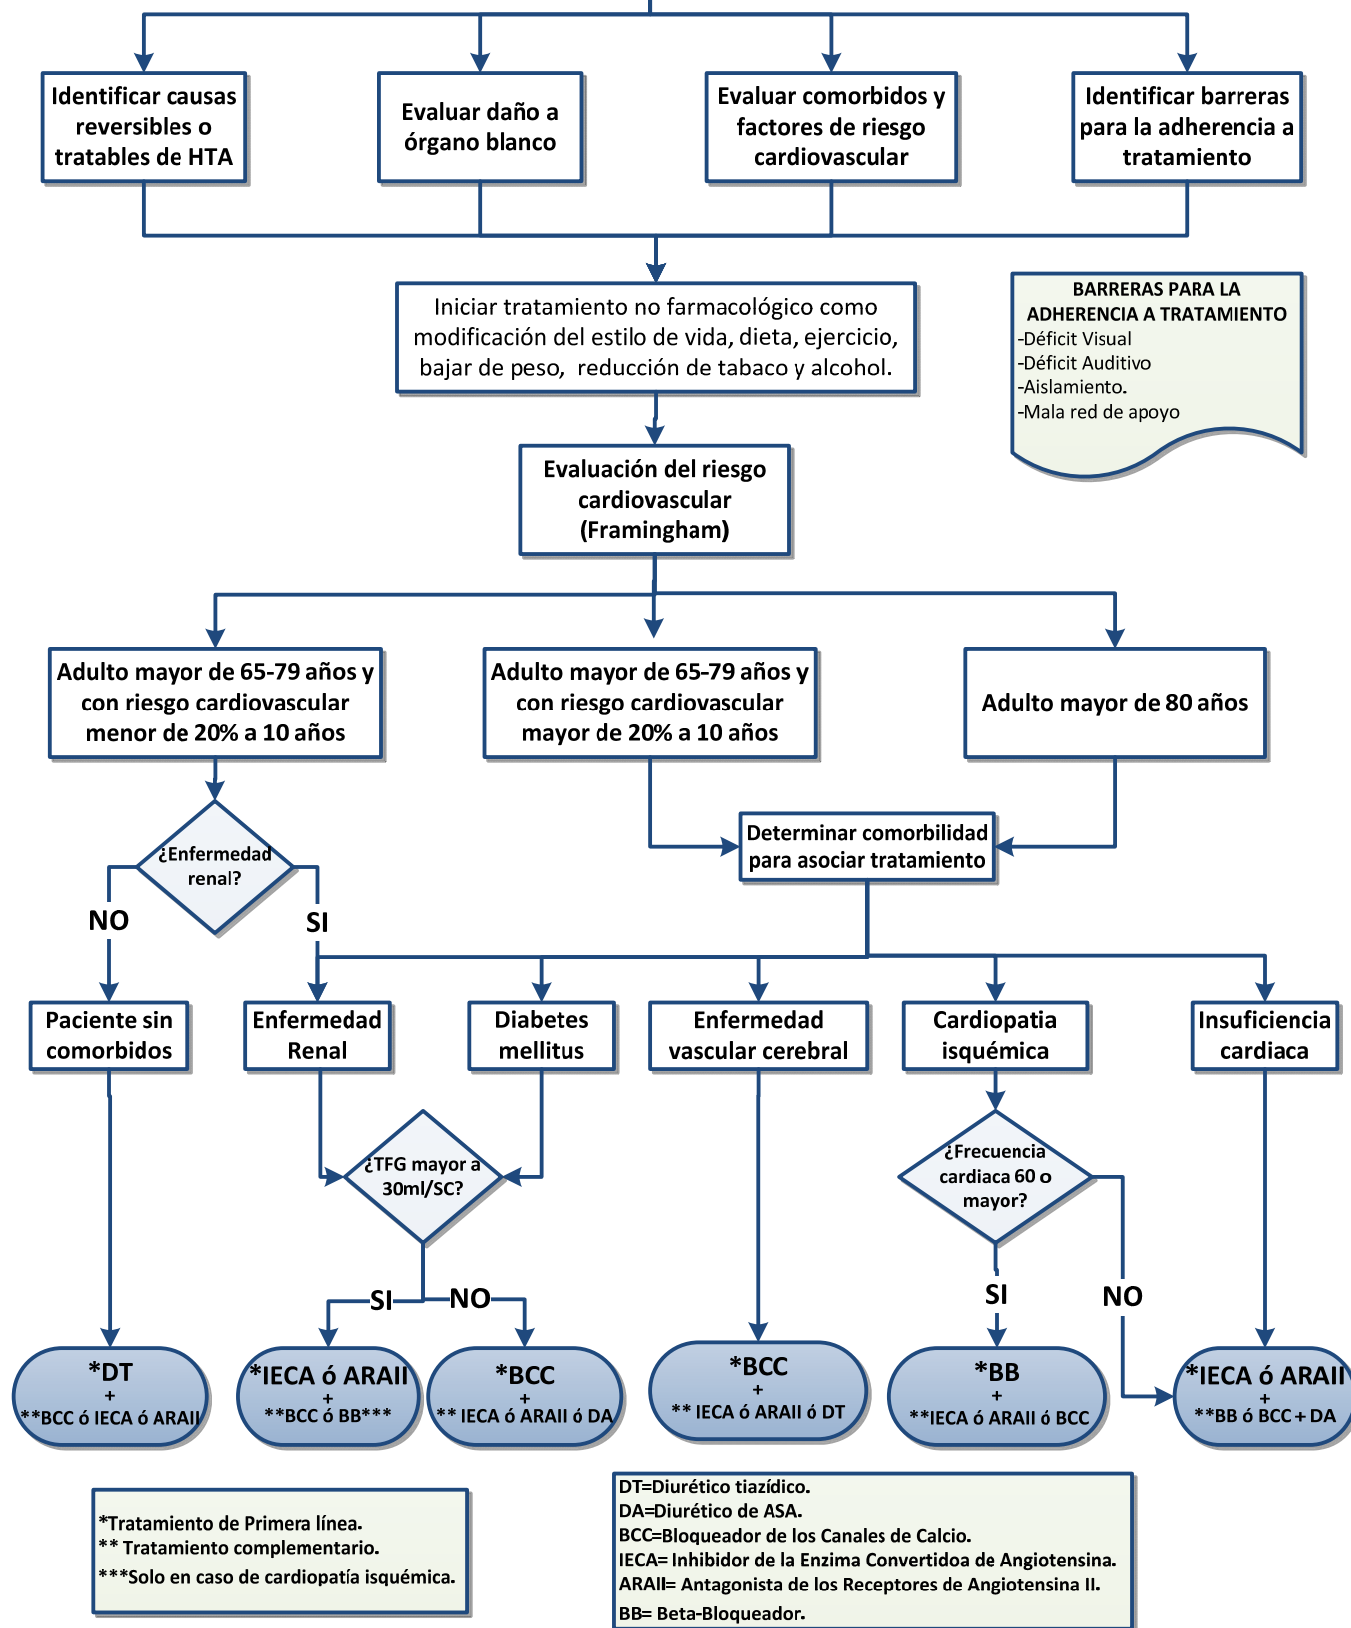 Identificar causas
reversibles o
tratables de HTA
Evaluar daño a
órgano blanco
Evaluar comorbidos y
factores de riesgo
cardiovascular
Identificar barreras
para la adherencia a
tratamiento
Iniciar tratamiento no farmacológico como
modificación del estilo de vida, dieta, ejercicio,
bajar de peso, reducción de tabaco y alcohol.
BARRERAS PARA LA
ADHERENCIA A TRATAMIENTO
-Déficit Visual
-Déficit Auditivo
-Aislamiento.
-Mala red de apoyo
Evaluación del riesgo
cardiovascular
(Framingham)
Adulto mayor de 65-79 años y
con riesgo cardiovascular
menor de 20% a 10 años
Adulto mayor de 65-79 años y
con riesgo cardiovascular
mayor de 20% a 10 años
Adulto mayor de 80 años
¿Enfermedad
renal?
Determinar comorbilidad
para asociar tratamiento
NO
SI
Paciente sin
comorbidos
Enfermedad
Renal
Diabetes
mellitus
Enfermedad
vascular cerebral
Cardiopatia
isquémica
Insuficiencia
cardiaca
¿TFG mayor a
30ml/SC?
¿Frecuencia
cardiaca 60 o
mayor?
SI
NO
SI
NO
*DT
+
**BCC ó IECA ó ARAII
*IECA ó ARAII
+
**BCC ó BB***
*BCC
+
** IECA ó ARAII ó DA
*BCC
+
** IECA ó ARAII ó DT
*BB
+
**IECA ó ARAII ó BCC
*IECA ó ARAII
+
**BB ó BCC + DA
*Tratamiento de Primera línea.
** Tratamiento complementario.
***Solo en caso de cardiopatía isquémica.
DT=Diurético tiazídico.
DA=Diurético de ASA.
BCC=Bloqueador de los Canales de Calcio.
IECA= Inhibidor de la Enzima Convertidoa de Angiotensina.
ARAII= Antagonista de los Receptores de Angiotensina II.
BB= Beta-Bloqueador.